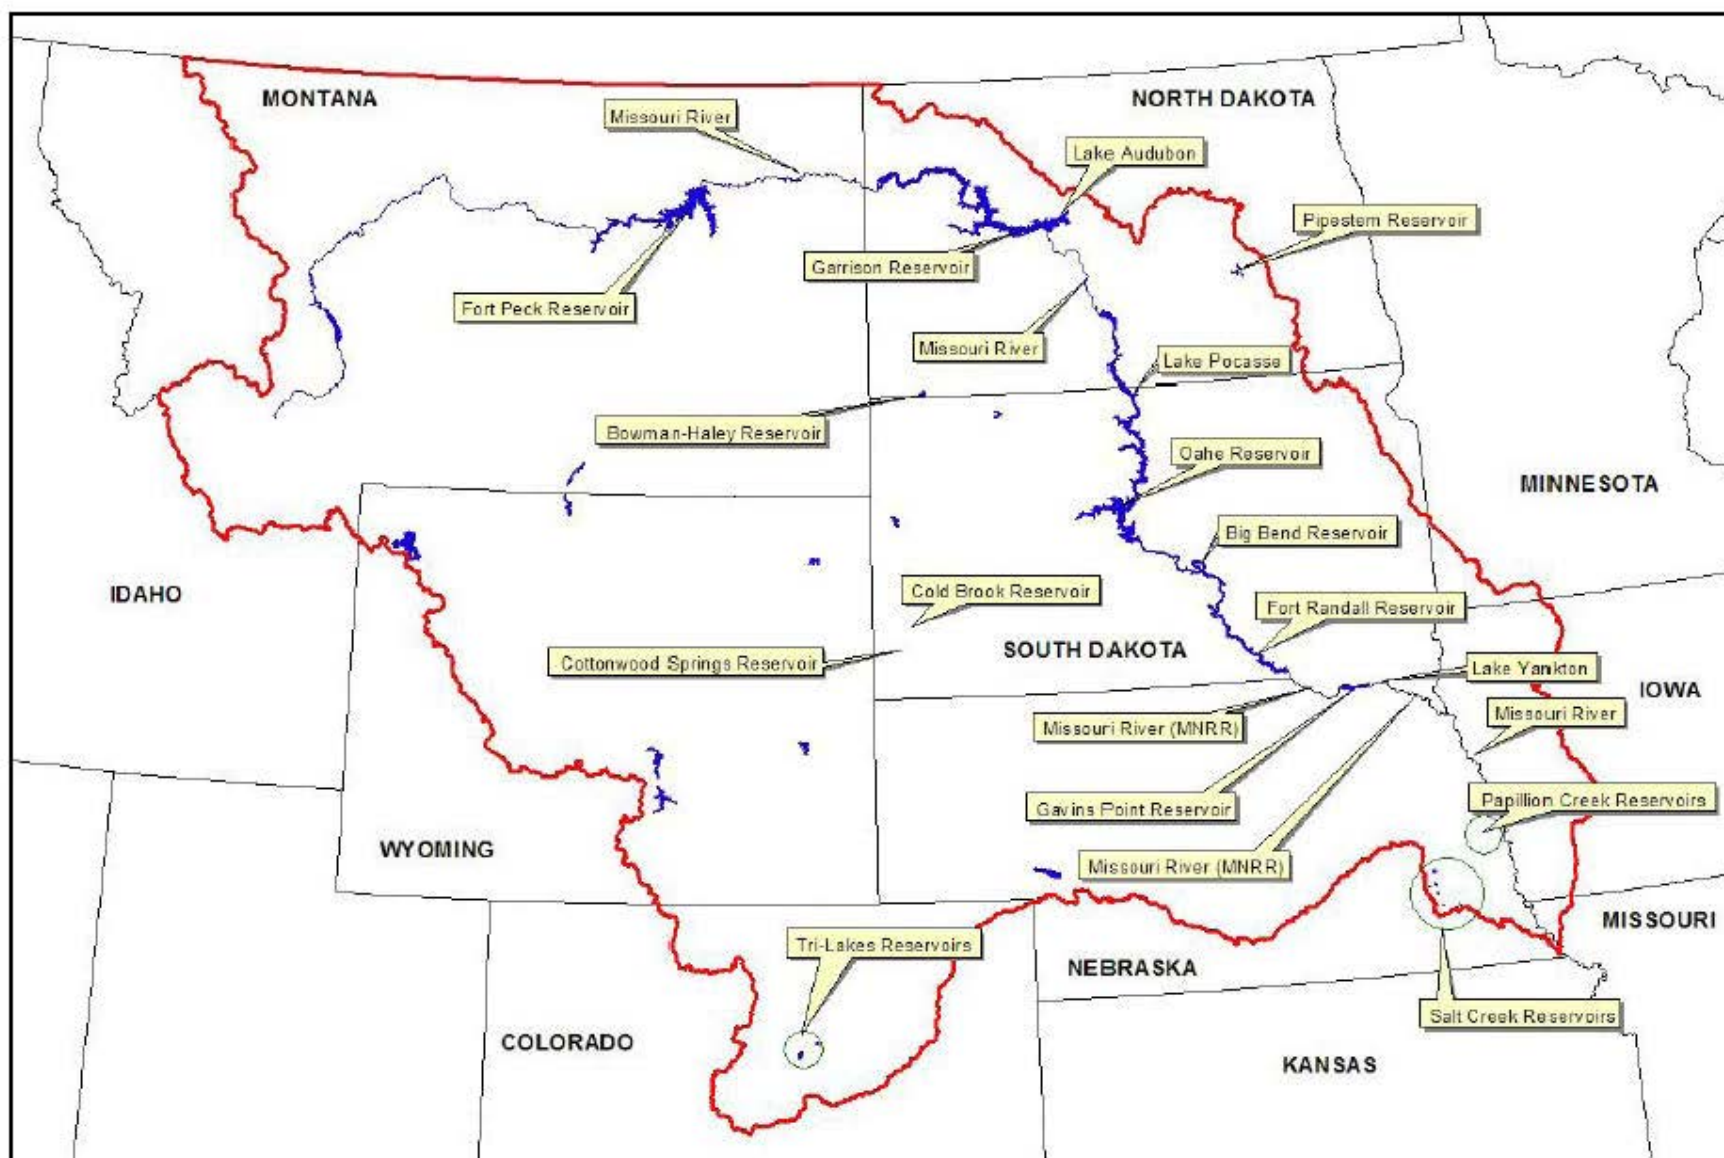 MONTANA
NORTH DAKOTA
Missouri River
Lake Audubon
Pipestem Reservoir
Garrison Reservoir
Fort Peck Reservoir
Missouri River
Lake Pocasse
Bowman-Haley Reservoir
Oahe Reservoir
MINNESOTA
Big Bend Reservoir
IDAHO
Cold Brook Reservoir
Fort Randall Reservoir
SOUTH DAKOTA
Cottonwood Springs Reservoir
Lake Yankton
IOWA
Missouri River
Missouri River (MNRR)
Gavins Point Reservoir
Papillion Creek Reservoirs
WYOMING
Missouri River (MNRR)
MISSOURI
Tri-Lakes Reservoirs
NEBRASKA
Salt Creek Reservoirs
COLORADO
KANSAS